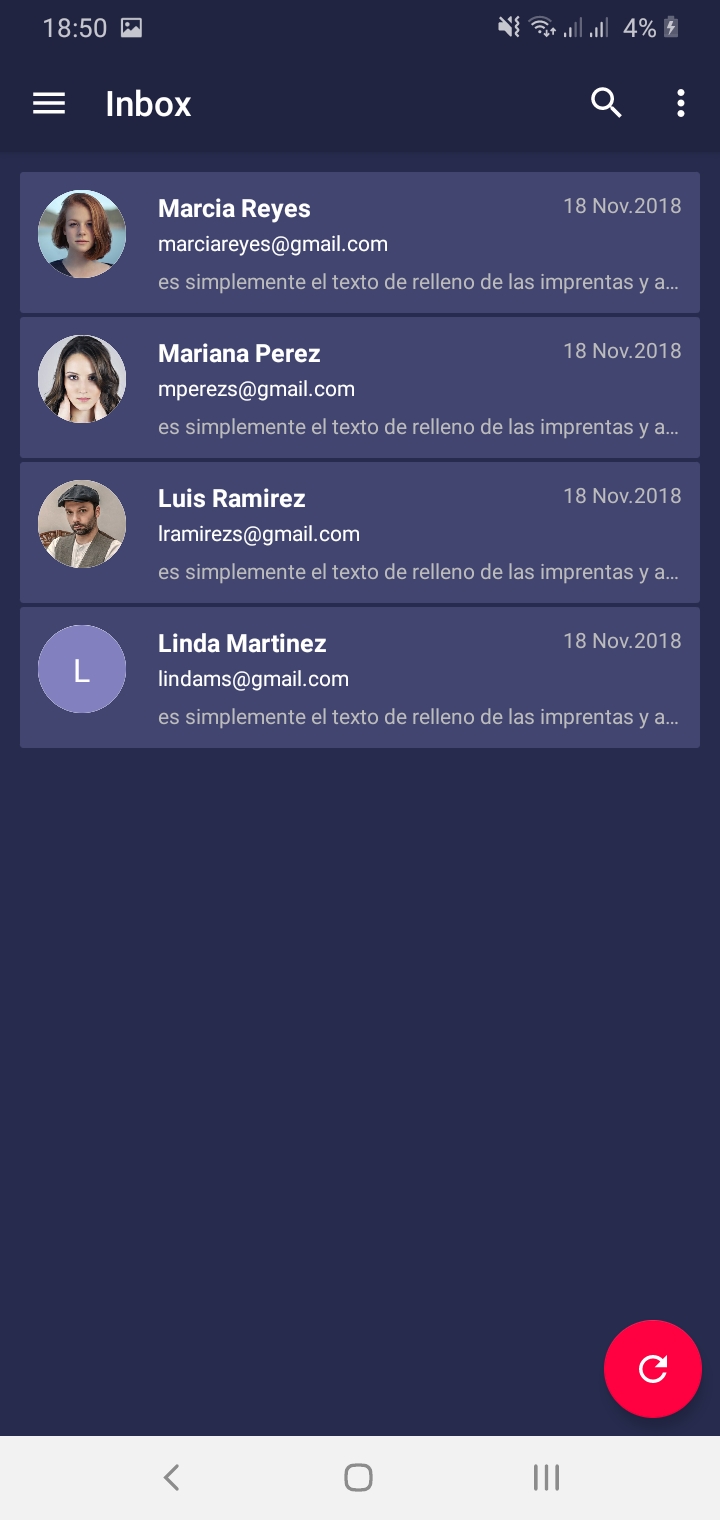 18:50 4%
Inbox
Marcia Reyes 18 Nov.2018
marciareyes@gmail.com
es simplemente el texto de relleno de las imprentas y a...
Mariana Perez 18 Nov.2018
mperezs@gmail.com
es simplemente el texto de relleno de las imprentas y a...
Luis Ramirez 18 Nov.2018
lramirezs@gmail.com
es simplemente el texto de relleno de las imprentas y a...
L Linda Martinez 18 Nov.2018
lindams@gmail.com
es simplemente el texto de relleno de las imprentas y a...